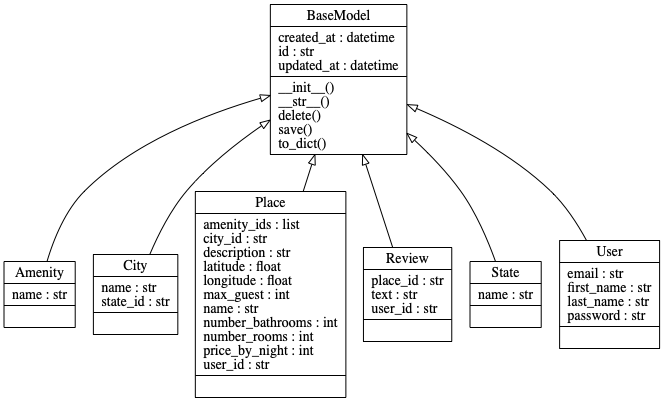 BaseModel
created_at : datetime
id : str
updated_at : datetime
__init__()
__str__()
delete()
save()
to_dict()
Amenity
name : str
City
name : str
state_id : str
Place
amenity_ids : list
city_id : str
description : str
latitude : float
longitude : float
max_guest : int
name : str
number_bathrooms : int
number_rooms : int
price_by_night : int
user_id : str
Review
place_id : str
text : str
user_id : str
State
name : str
User
email : str
first_name : str
last_name : str
password : str